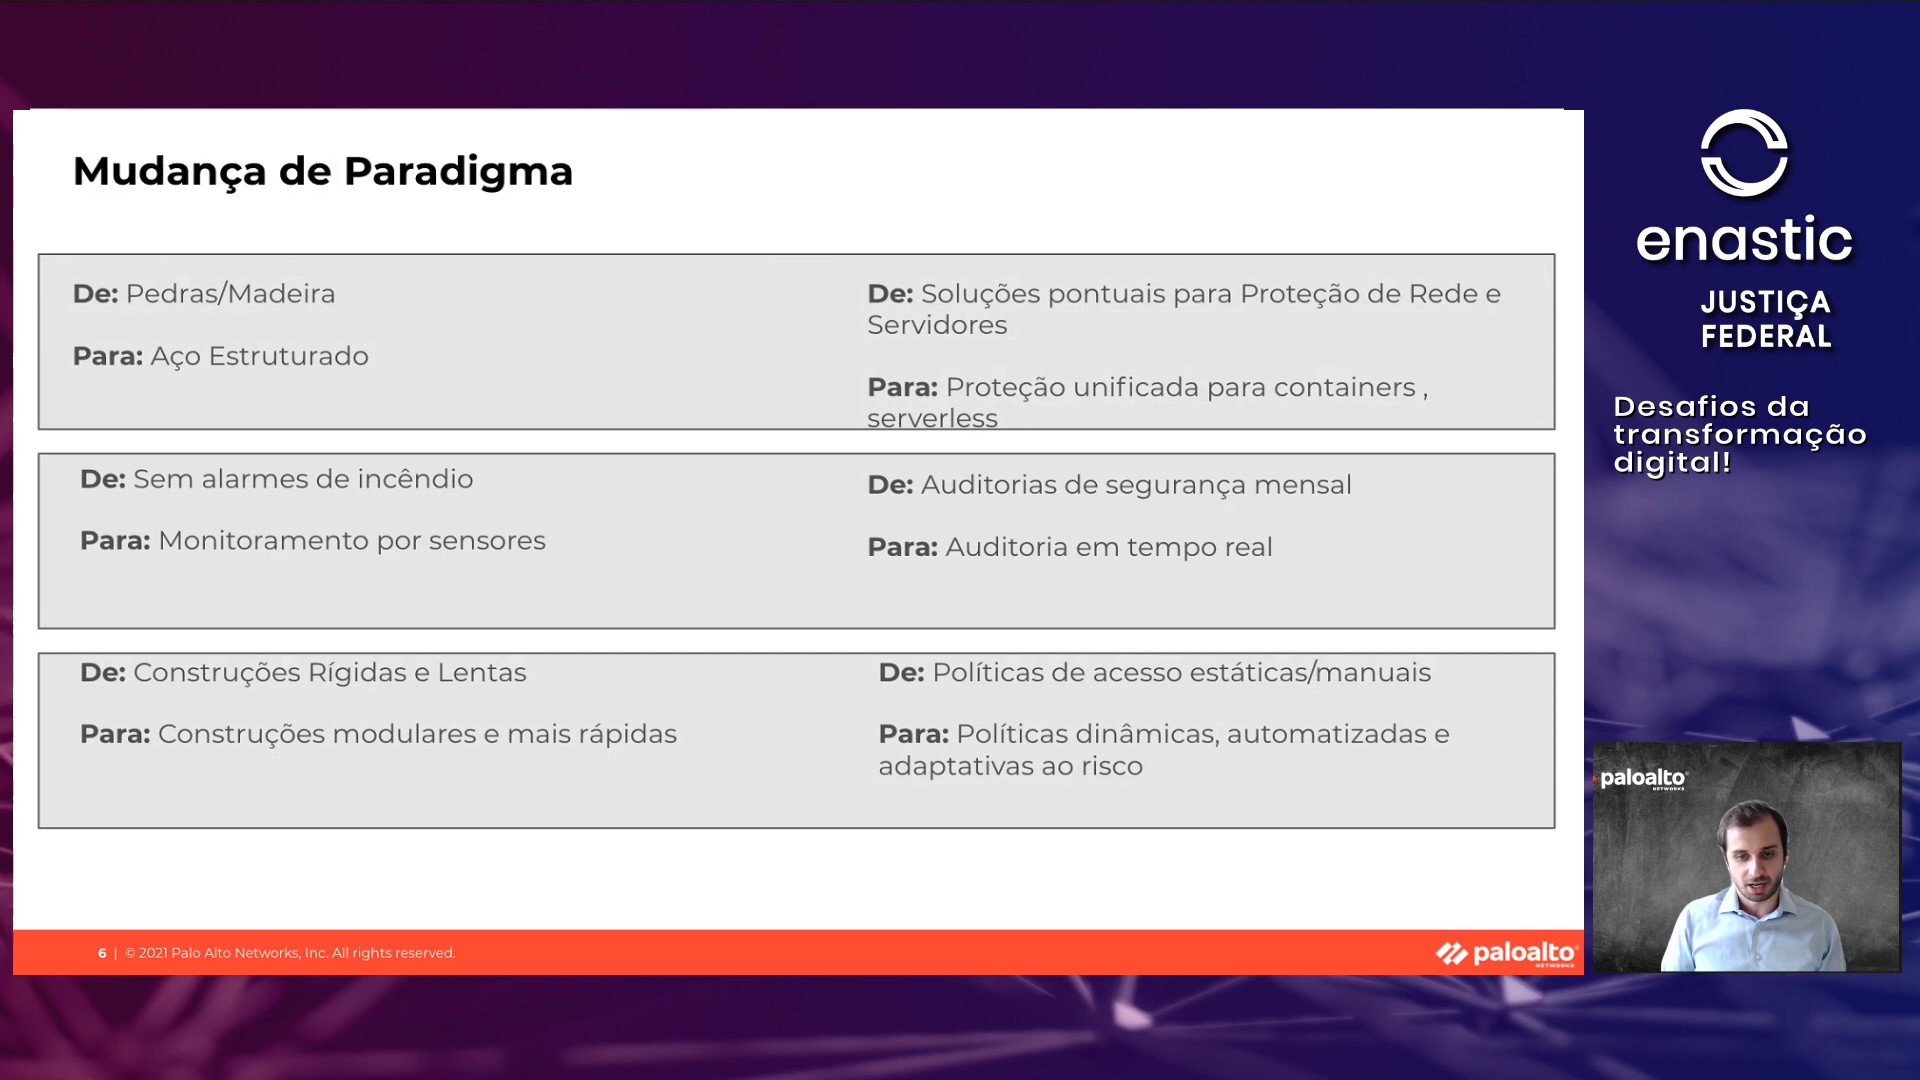 Mudança de Paradigma
De: Pedras/Madeira
Para: Aço Estruturado
De: Soluções pontuais para Proteção de Rede e
Servidores
Para: Proteção unificada para containers ,
serverless
De: Sem alarmes de incêndio
Para: Monitoramento por sensores
De: Auditorias de segurança mensal
Para: Auditoria em tempo real
De: Construções Rígidas e Lentas
Para: Construções modulares e mais rápidas
De: Políticas de acesso estáticas/manuais
Para: Políticas dinâmicas, automatizadas e
adaptativas ao risco
6 | © 2021 Palo Alto Networks, Inc. All rights reserved.
paloalto
NETWORKS
enastic
JUSTIÇA
FEDERAL
Desafios da
transformação
digital!
paloalto
NETWORKS